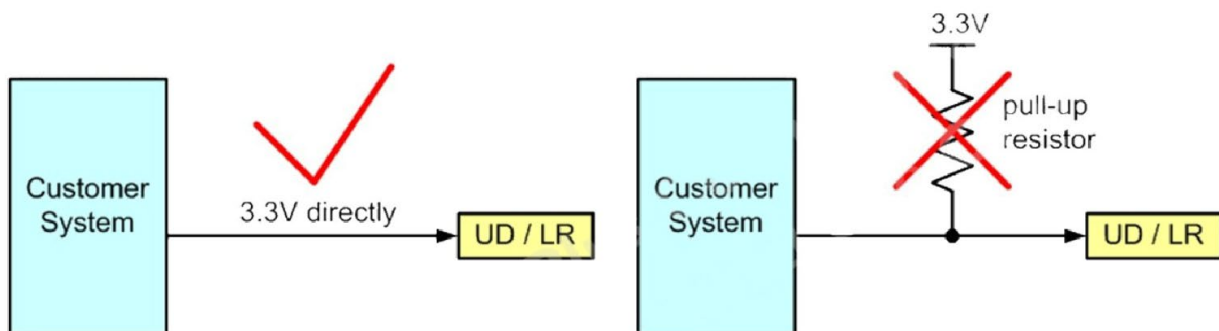 Customer
System
3.3V directly
UD / LR
3.3V
pull-up
resistor
Customer
System
UD / LR